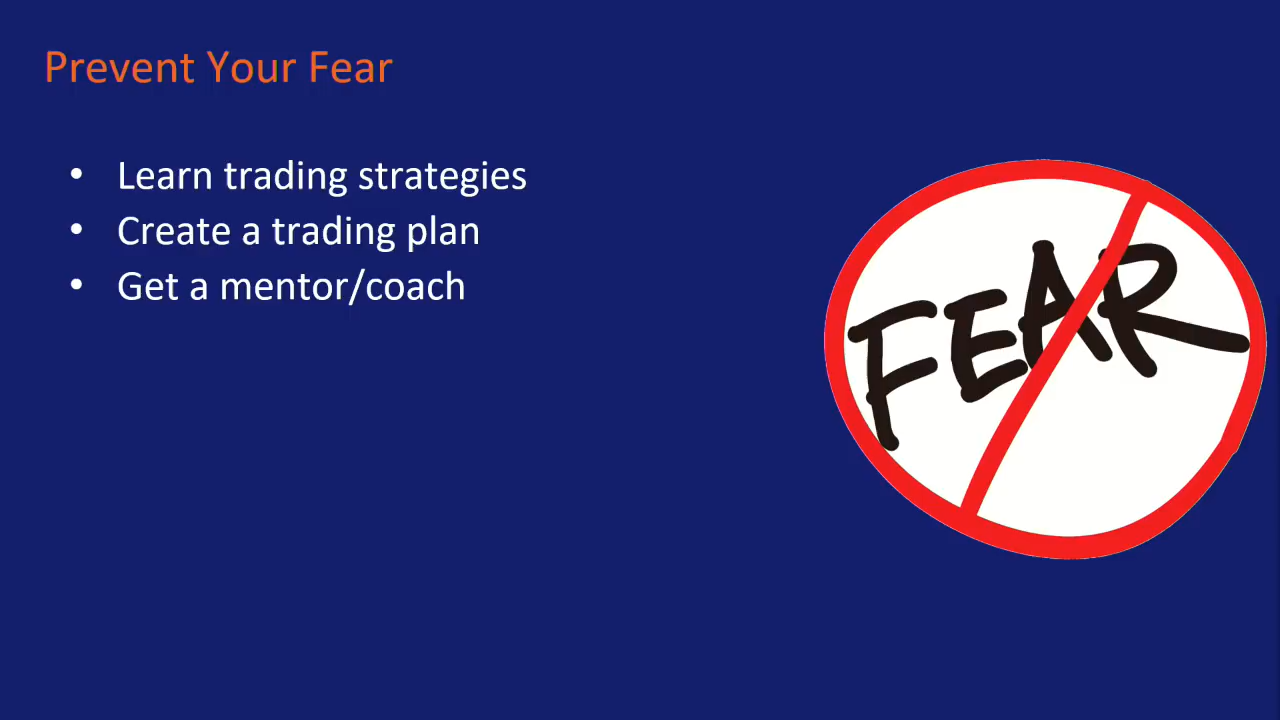 Prevent Your Fear
• Learn trading strategies
• Create a trading plan
• Get a mentor/coach
FEAR